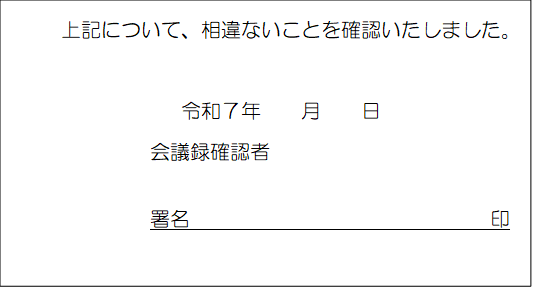 上記について、相違ないことを確認いたしました。
令和７年　　月　　日
会議録確認者
署名　　　　　　　　　　　　　　　印